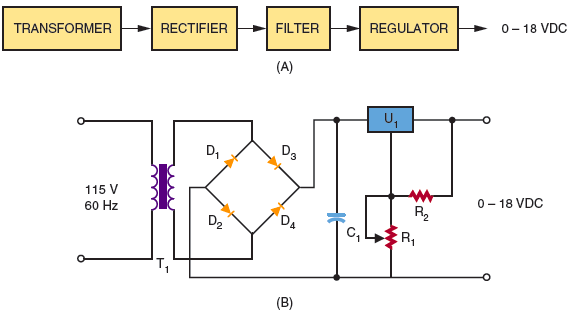 TRANSFORMER RECTIFIER FILTER REGULATOR 0 – 18 VDC
(A)
U1
D1 D3
115 V
60 Hz
0 – 18 VDC
D2 D4
R2
C1 R1
T1
(B)